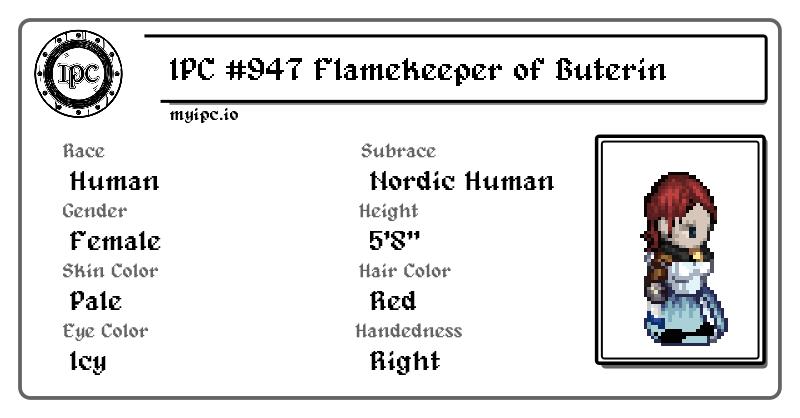 IPC
IPC #947 Flamekeeper of Buterin
myipc.io
Race
Human
Subrace
Nordic Human
Gender
Female
Height
5'8"
Skin Color
Pale
Hair Color
Red
Eye Color
Icy
Handedness
Right